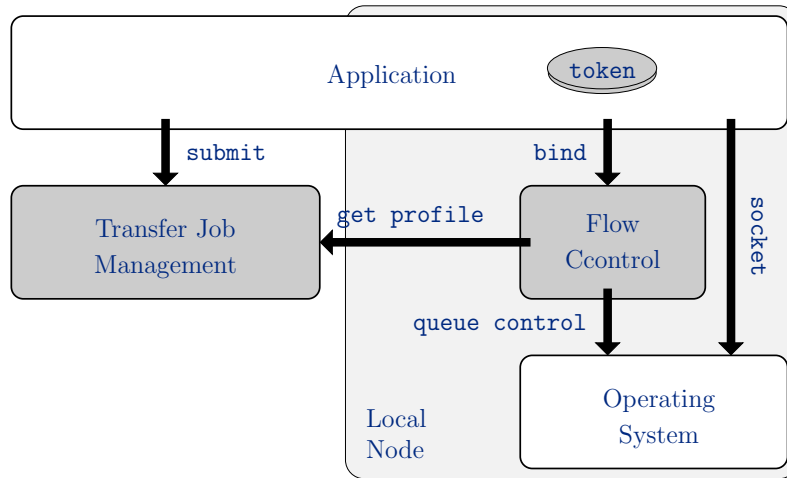 token
Application
submit
bind
socket
get profile
Transfer Job
Management
Flow
Ccontrol
queue control
Operating
System
Local
Node